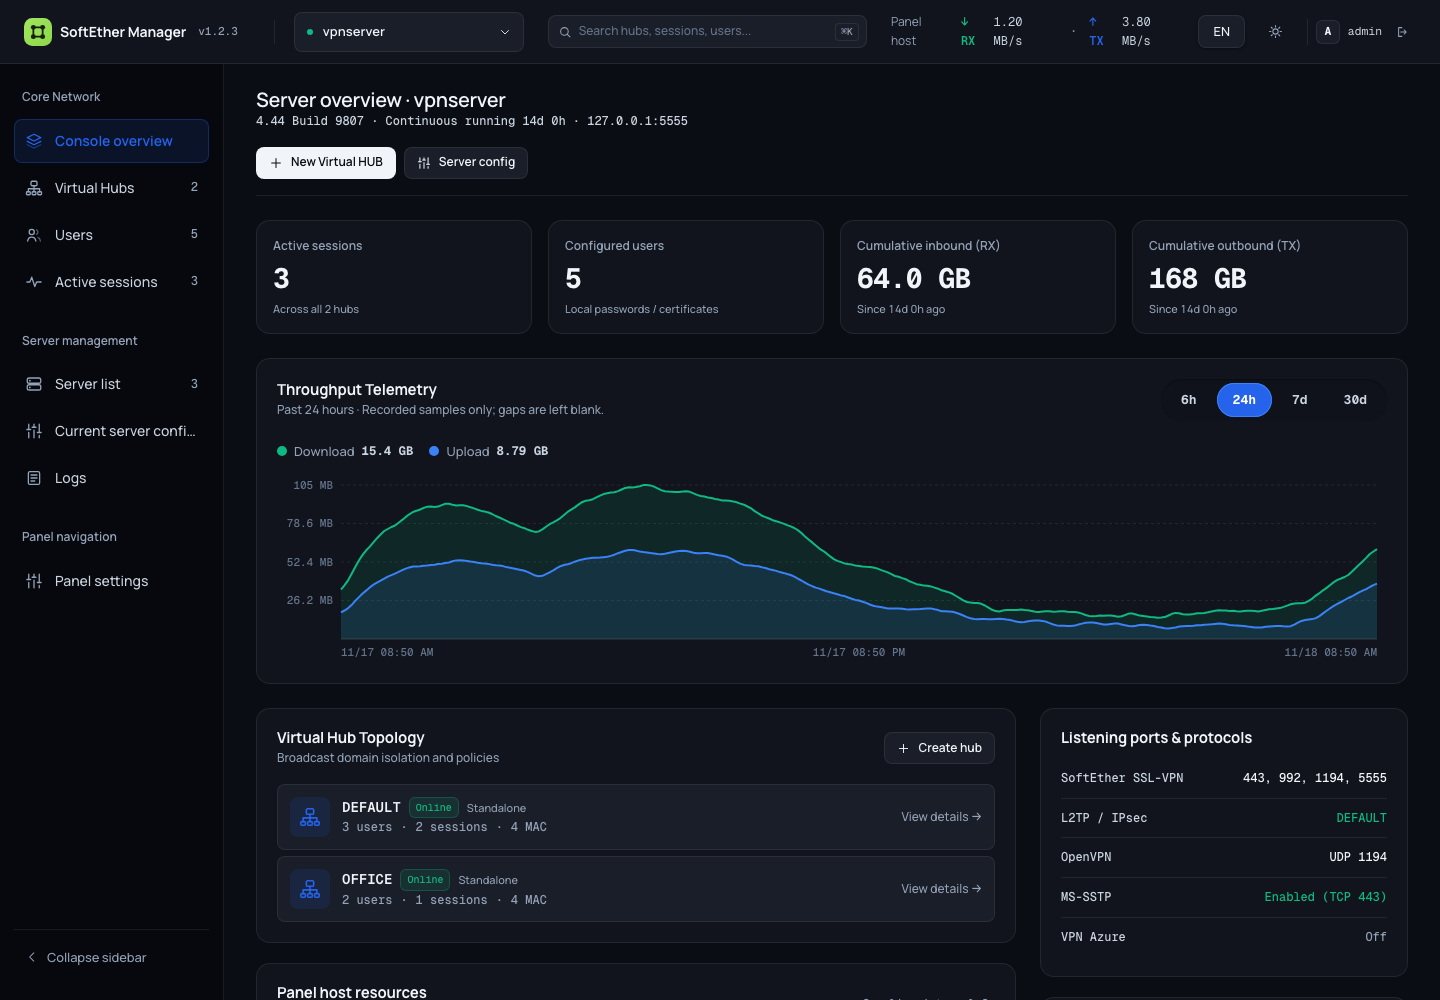 SoftEther Manager v1.2.3
vpnserver
Search hubs, sessions, users...
⌘K
Panel host
↓ RX
1.20 MB/s
·
↑ TX
3.80 MB/s
EN
A
admin
Core Network
Console overview
Virtual Hubs 2
Users 5
Active sessions 3
Server management
Server list 3
Current server confi...
Logs
Panel navigation
Panel settings
Collapse sidebar
Server overview · vpnserver
4.44 Build 9807 · Continuous running 14d 0h · 127.0.0.1:5555
New Virtual HUB
Server config
Active sessions
3
Across all 2 hubs
Configured users
5
Local passwords / certificates
Cumulative inbound (RX)
64.0 GB
Since 14d 0h ago
Cumulative outbound (TX)
168 GB
Since 14d 0h ago
Throughput Telemetry
Past 24 hours · Recorded samples only; gaps are left blank.
6h 24h 7d 30d
Download 15.4 GB Upload 8.79 GB
105 MB
78.6 MB
52.4 MB
26.2 MB
11/17 08:50 AM 11/17 08:50 PM 11/18 08:50 AM
Virtual Hub Topology
Broadcast domain isolation and policies
Create hub
DEFAULT Online Standalone
3 users · 2 sessions · 4 MAC
View details →
OFFICE Online Standalone
2 users · 1 sessions · 4 MAC
View details →
Panel host resources
Listening ports & protocols
SoftEther SSL-VPN 443, 992, 1194, 5555
L2TP / IPsec DEFAULT
OpenVPN UDP 1194
MS-SSTP Enabled (TCP 443)
VPN Azure Off